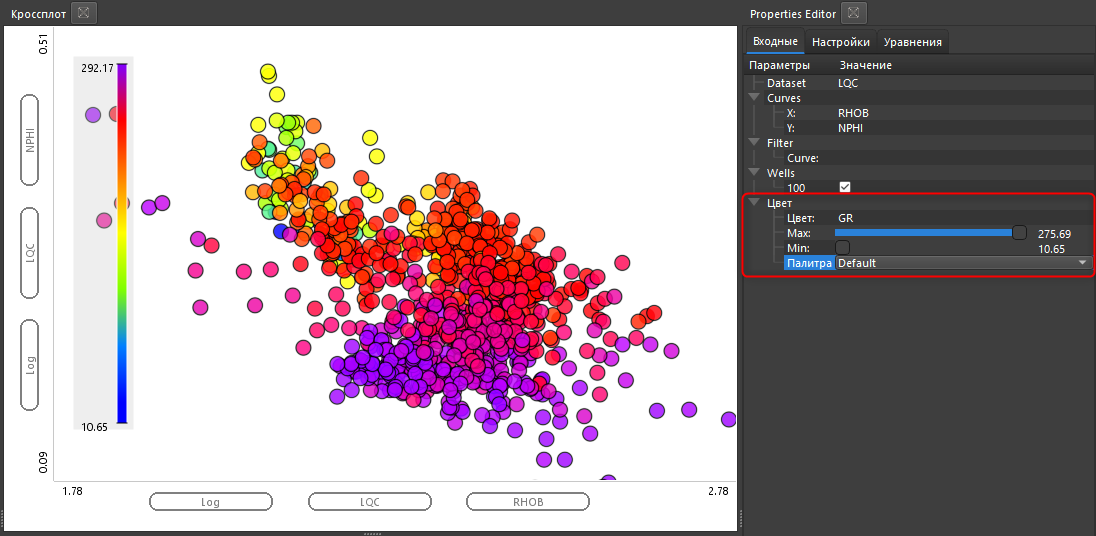 Кроссплот
0.51
292.17
NPHI
LQC
Log
10.65
0.09
1.78
2.78
Log
LQC
RHOB
Properties Editor
Входные
Настройки
Уравнения
Параметры Значение
Dataset LQC
Curves
X: RHOB
Y: NPHI
Filter
Curve:
Wells
100
Цвет
Цвет: GR
Max: 275.69
Min: 10.65
Палитра Default